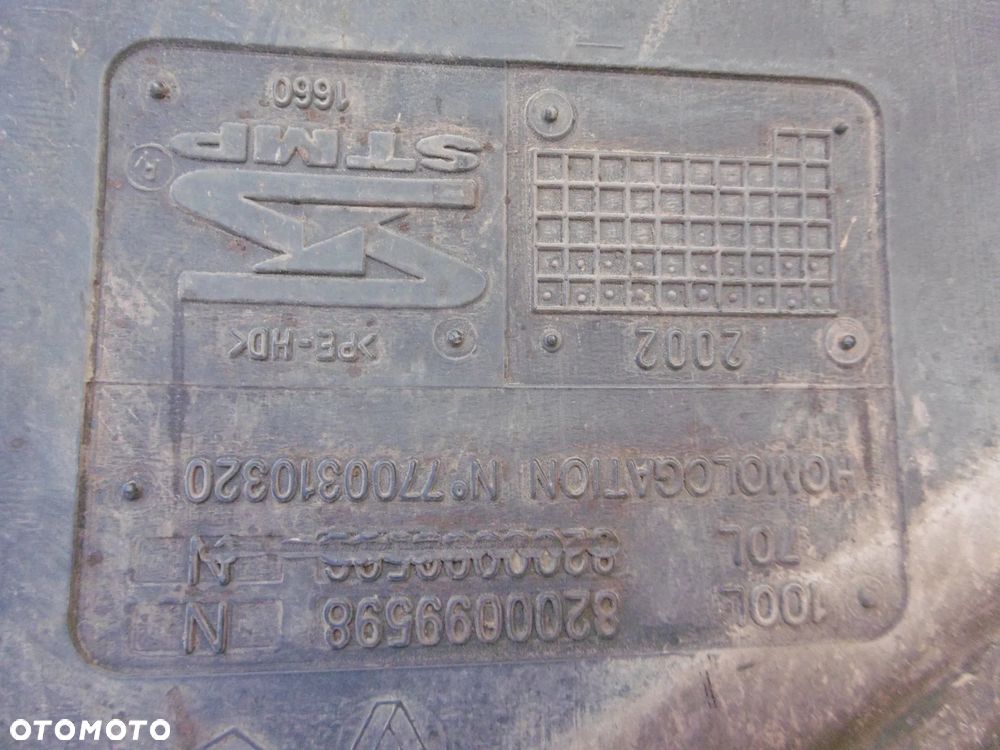 100L 8200099598 N
70L N
HOMOLOGATION N°7700310320
2002 >PE-HD<
STMP
R
1660
OTOMOTO